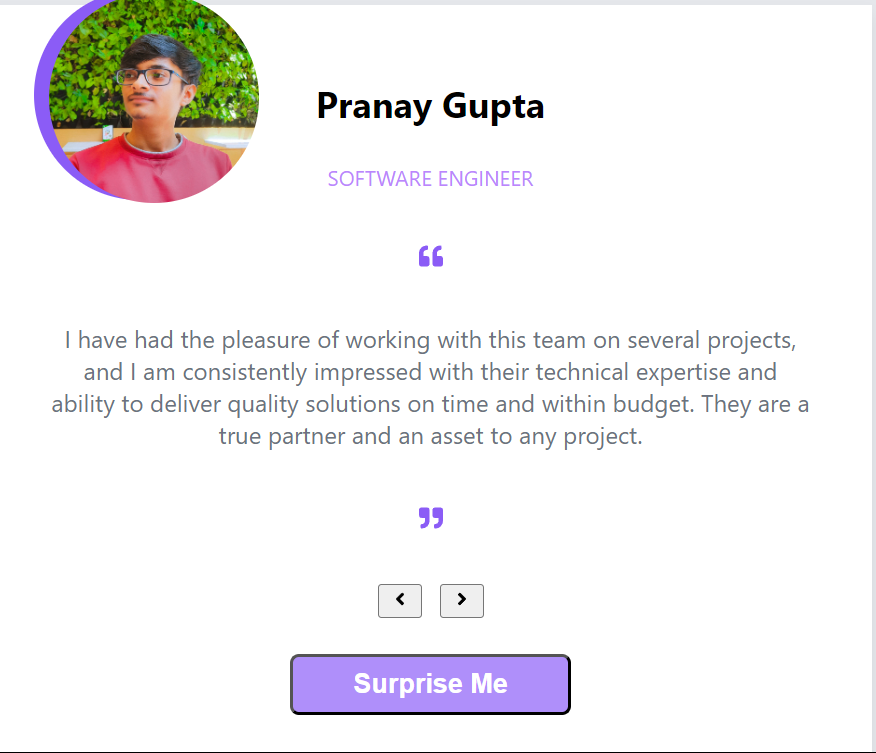 Pranay Gupta
SOFTWARE ENGINEER
“
I have had the pleasure of working with this team on several projects,
and I am consistently impressed with their technical expertise and
ability to deliver quality solutions on time and within budget. They are a
true partner and an asset to any project.
”
Surprise Me